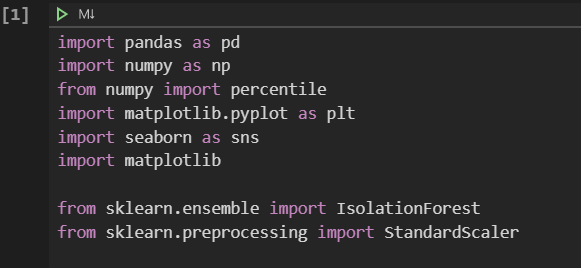 [1]
M↓
import pandas as pd
import numpy as np
from numpy import percentile
import matplotlib.pyplot as plt
import seaborn as sns
import matplotlib
from sklearn.ensemble import IsolationForest
from sklearn.preprocessing import StandardScaler